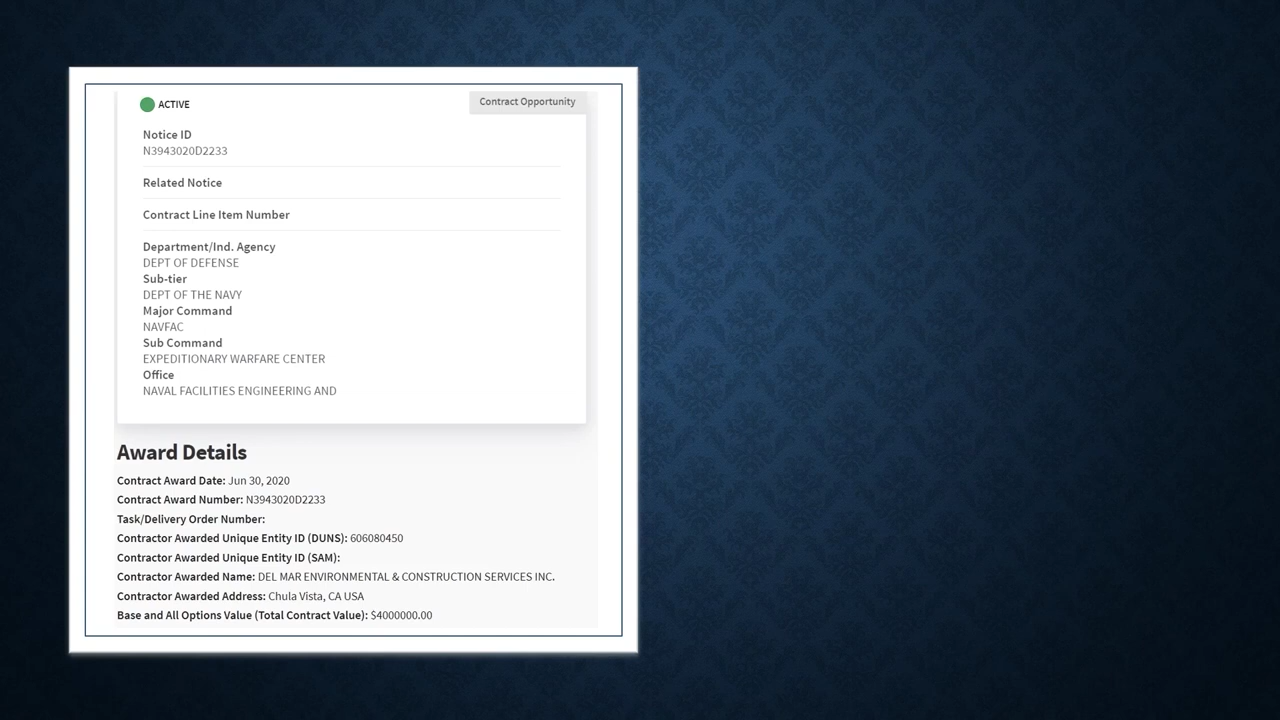 ACTIVE
Contract Opportunity
Notice ID
N3943020D2233
Related Notice
Contract Line Item Number
Department/Ind. Agency
DEPT OF DEFENSE
Sub-tier
DEPT OF THE NAVY
Major Command
NAVFAC
Sub Command
EXPEDITIONARY WARFARE CENTER
Office
NAVAL FACILITIES ENGINEERING AND
Award Details
Contract Award Date: Jun 30, 2020
Contract Award Number: N3943020D2233
Task/Delivery Order Number:
Contractor Awarded Unique Entity ID (DUNS): 606080450
Contractor Awarded Unique Entity ID (SAM):
Contractor Awarded Name: DEL MAR ENVIRONMENTAL & CONSTRUCTION SERVICES INC.
Contractor Awarded Address: Chula Vista, CA USA
Base and All Options Value (Total Contract Value): $4000000.00